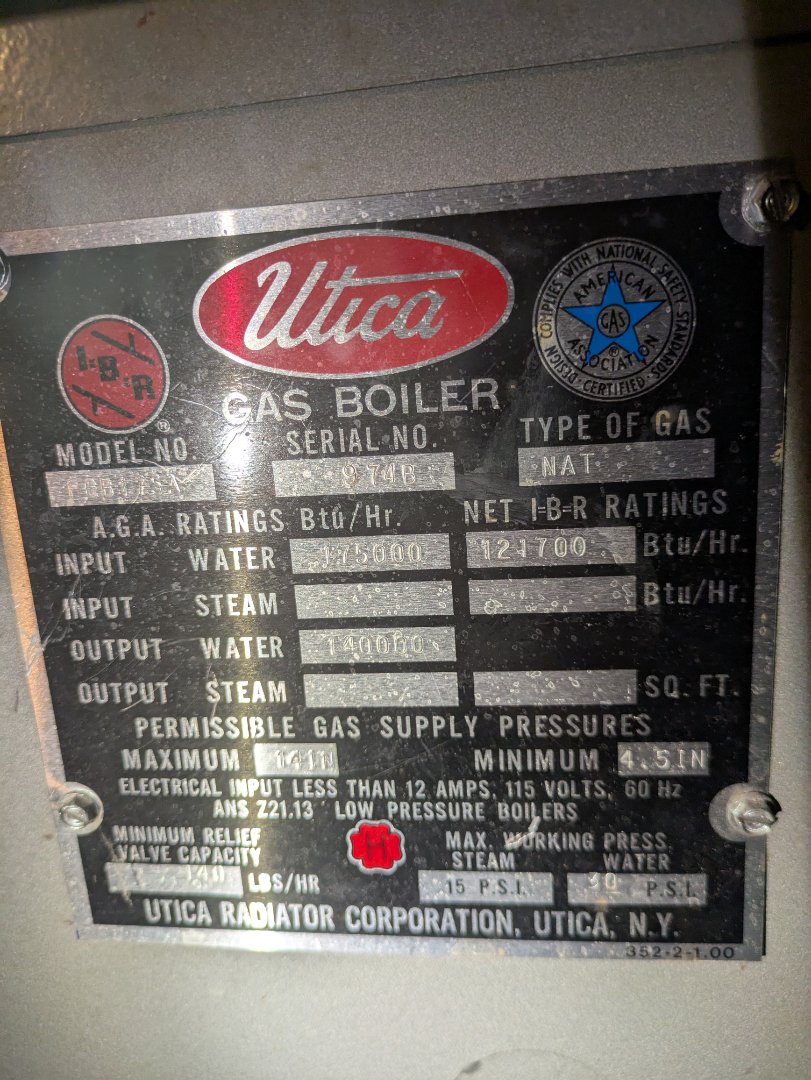 Utica
I=B=R
®
COMPLIES WITH NATIONAL SAFETY STANDARDS
DESIGN CERTIFIED
AMERICAN GAS ASSOCIATION
®
GAS BOILER
MODEL NO.
SERIAL NO.
TYPE OF GAS
974B NAT
A.G.A. RATINGS Btu/Hr. NET I=B=R RATINGS
INPUT WATER 175000 121700 Btu/Hr.
INPUT STEAM Btu/Hr.
OUTPUT WATER 140000
OUTPUT STEAM SQ. FT.
PERMISSIBLE GAS SUPPLY PRESSURES
MAXIMUM 14IN MINIMUM 4.5IN
ELECTRICAL INPUT LESS THAN 12 AMPS, 115 VOLTS, 60 Hz
ANS Z21.13 LOW PRESSURE BOILERS
MINIMUM RELIEF
VALVE CAPACITY
140 LBS/HR
H
MAX. WORKING PRESS.
STEAM WATER
15 P.S.I. 30 P.S.I.
UTICA RADIATOR CORPORATION, UTICA, N.Y.
352-2-1.00